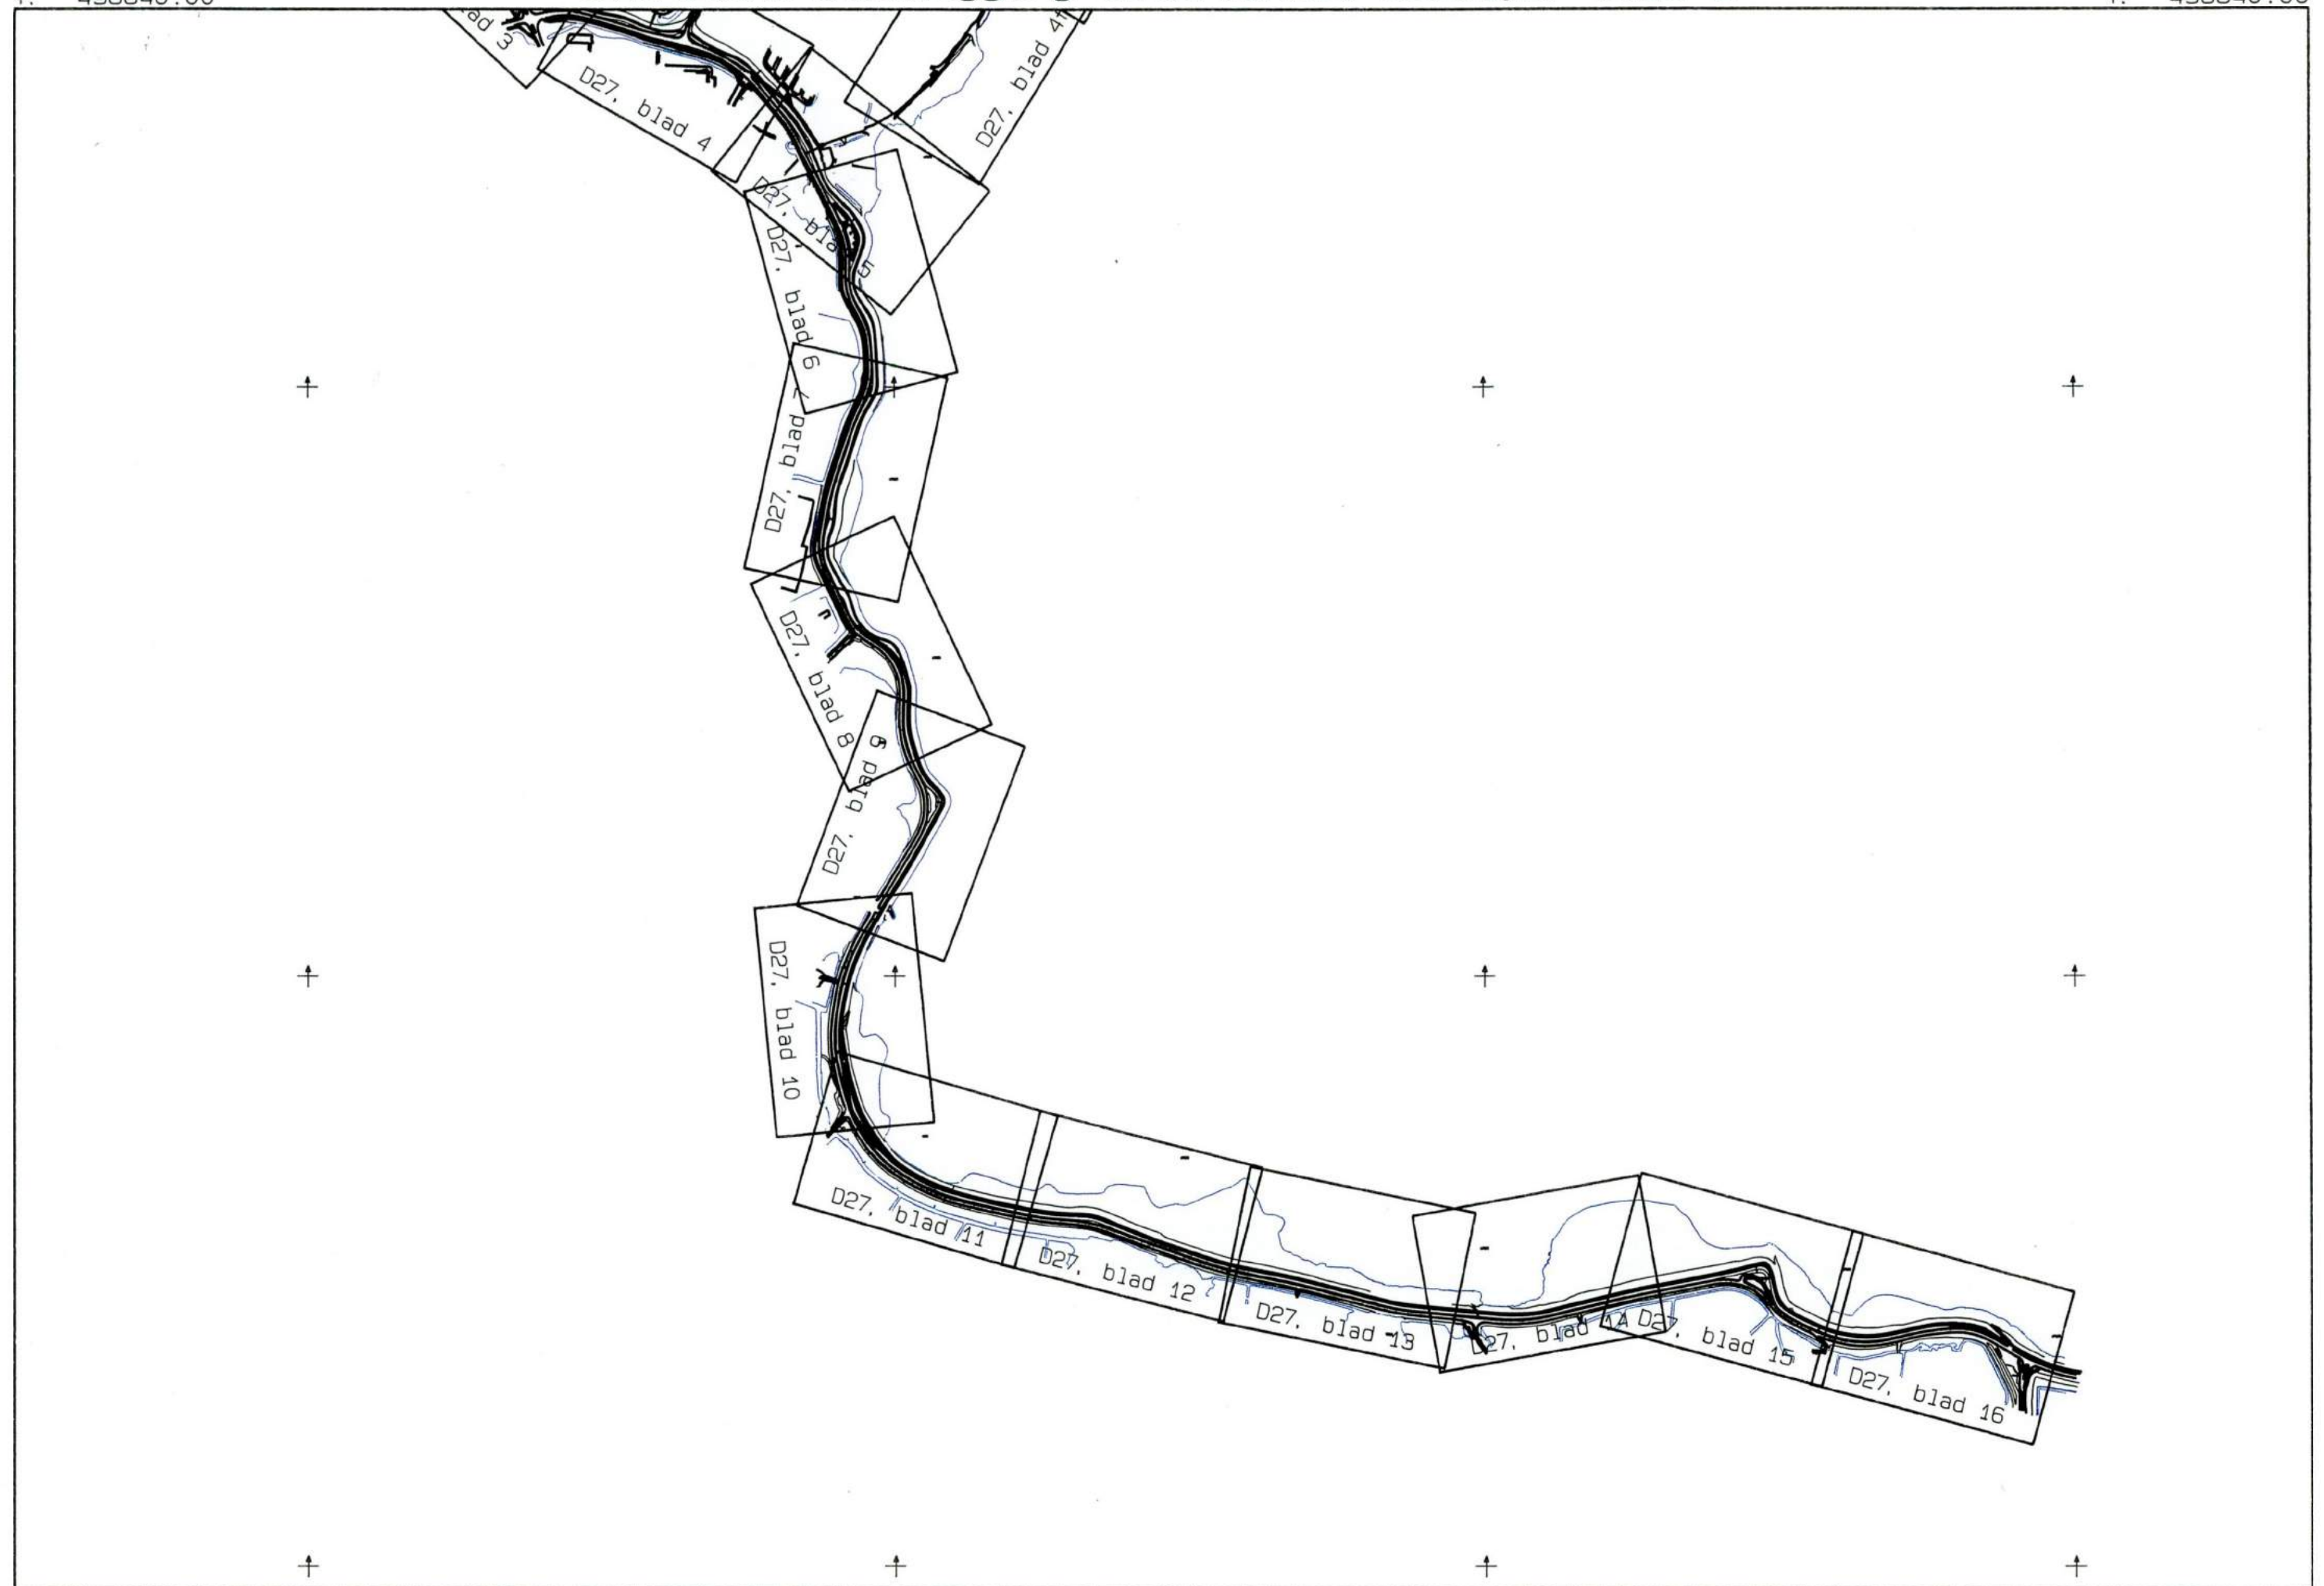 ad 3
D27, blad 4
D27, blad 4f
D27, bla 5
D27, blad 6
D27, blad 7
D27, blad 8
D27, blad 9
D27, blad 10
D27, blad 11
D27, blad 12
D27, blad 13
D27, blad 14
D27, blad 15
D27, blad 16